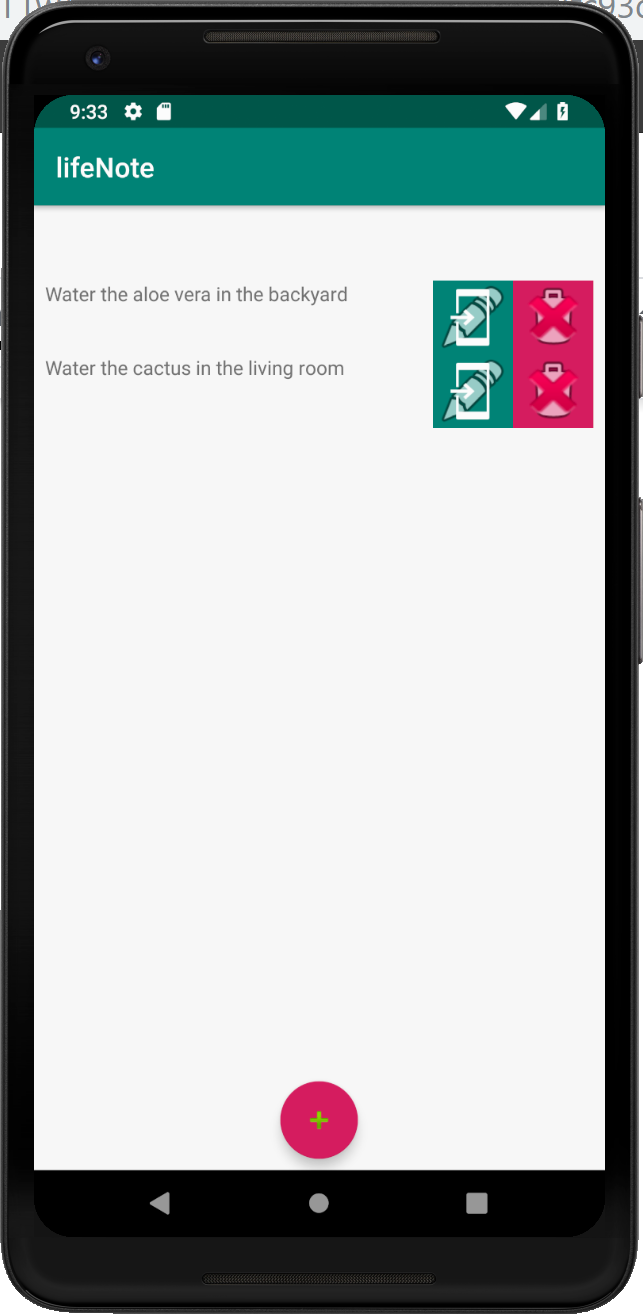 9:33
lifeNote
Water the aloe vera in the backyard
Water the cactus in the living room
+